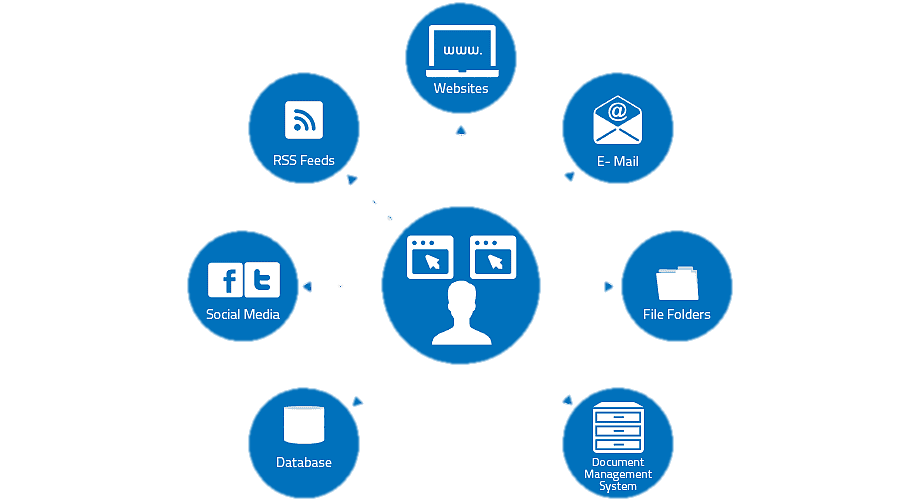 www.
Websites
RSS Feeds
@
E- Mail
f t
Social Media
File Folders
Database
Document
Management
System